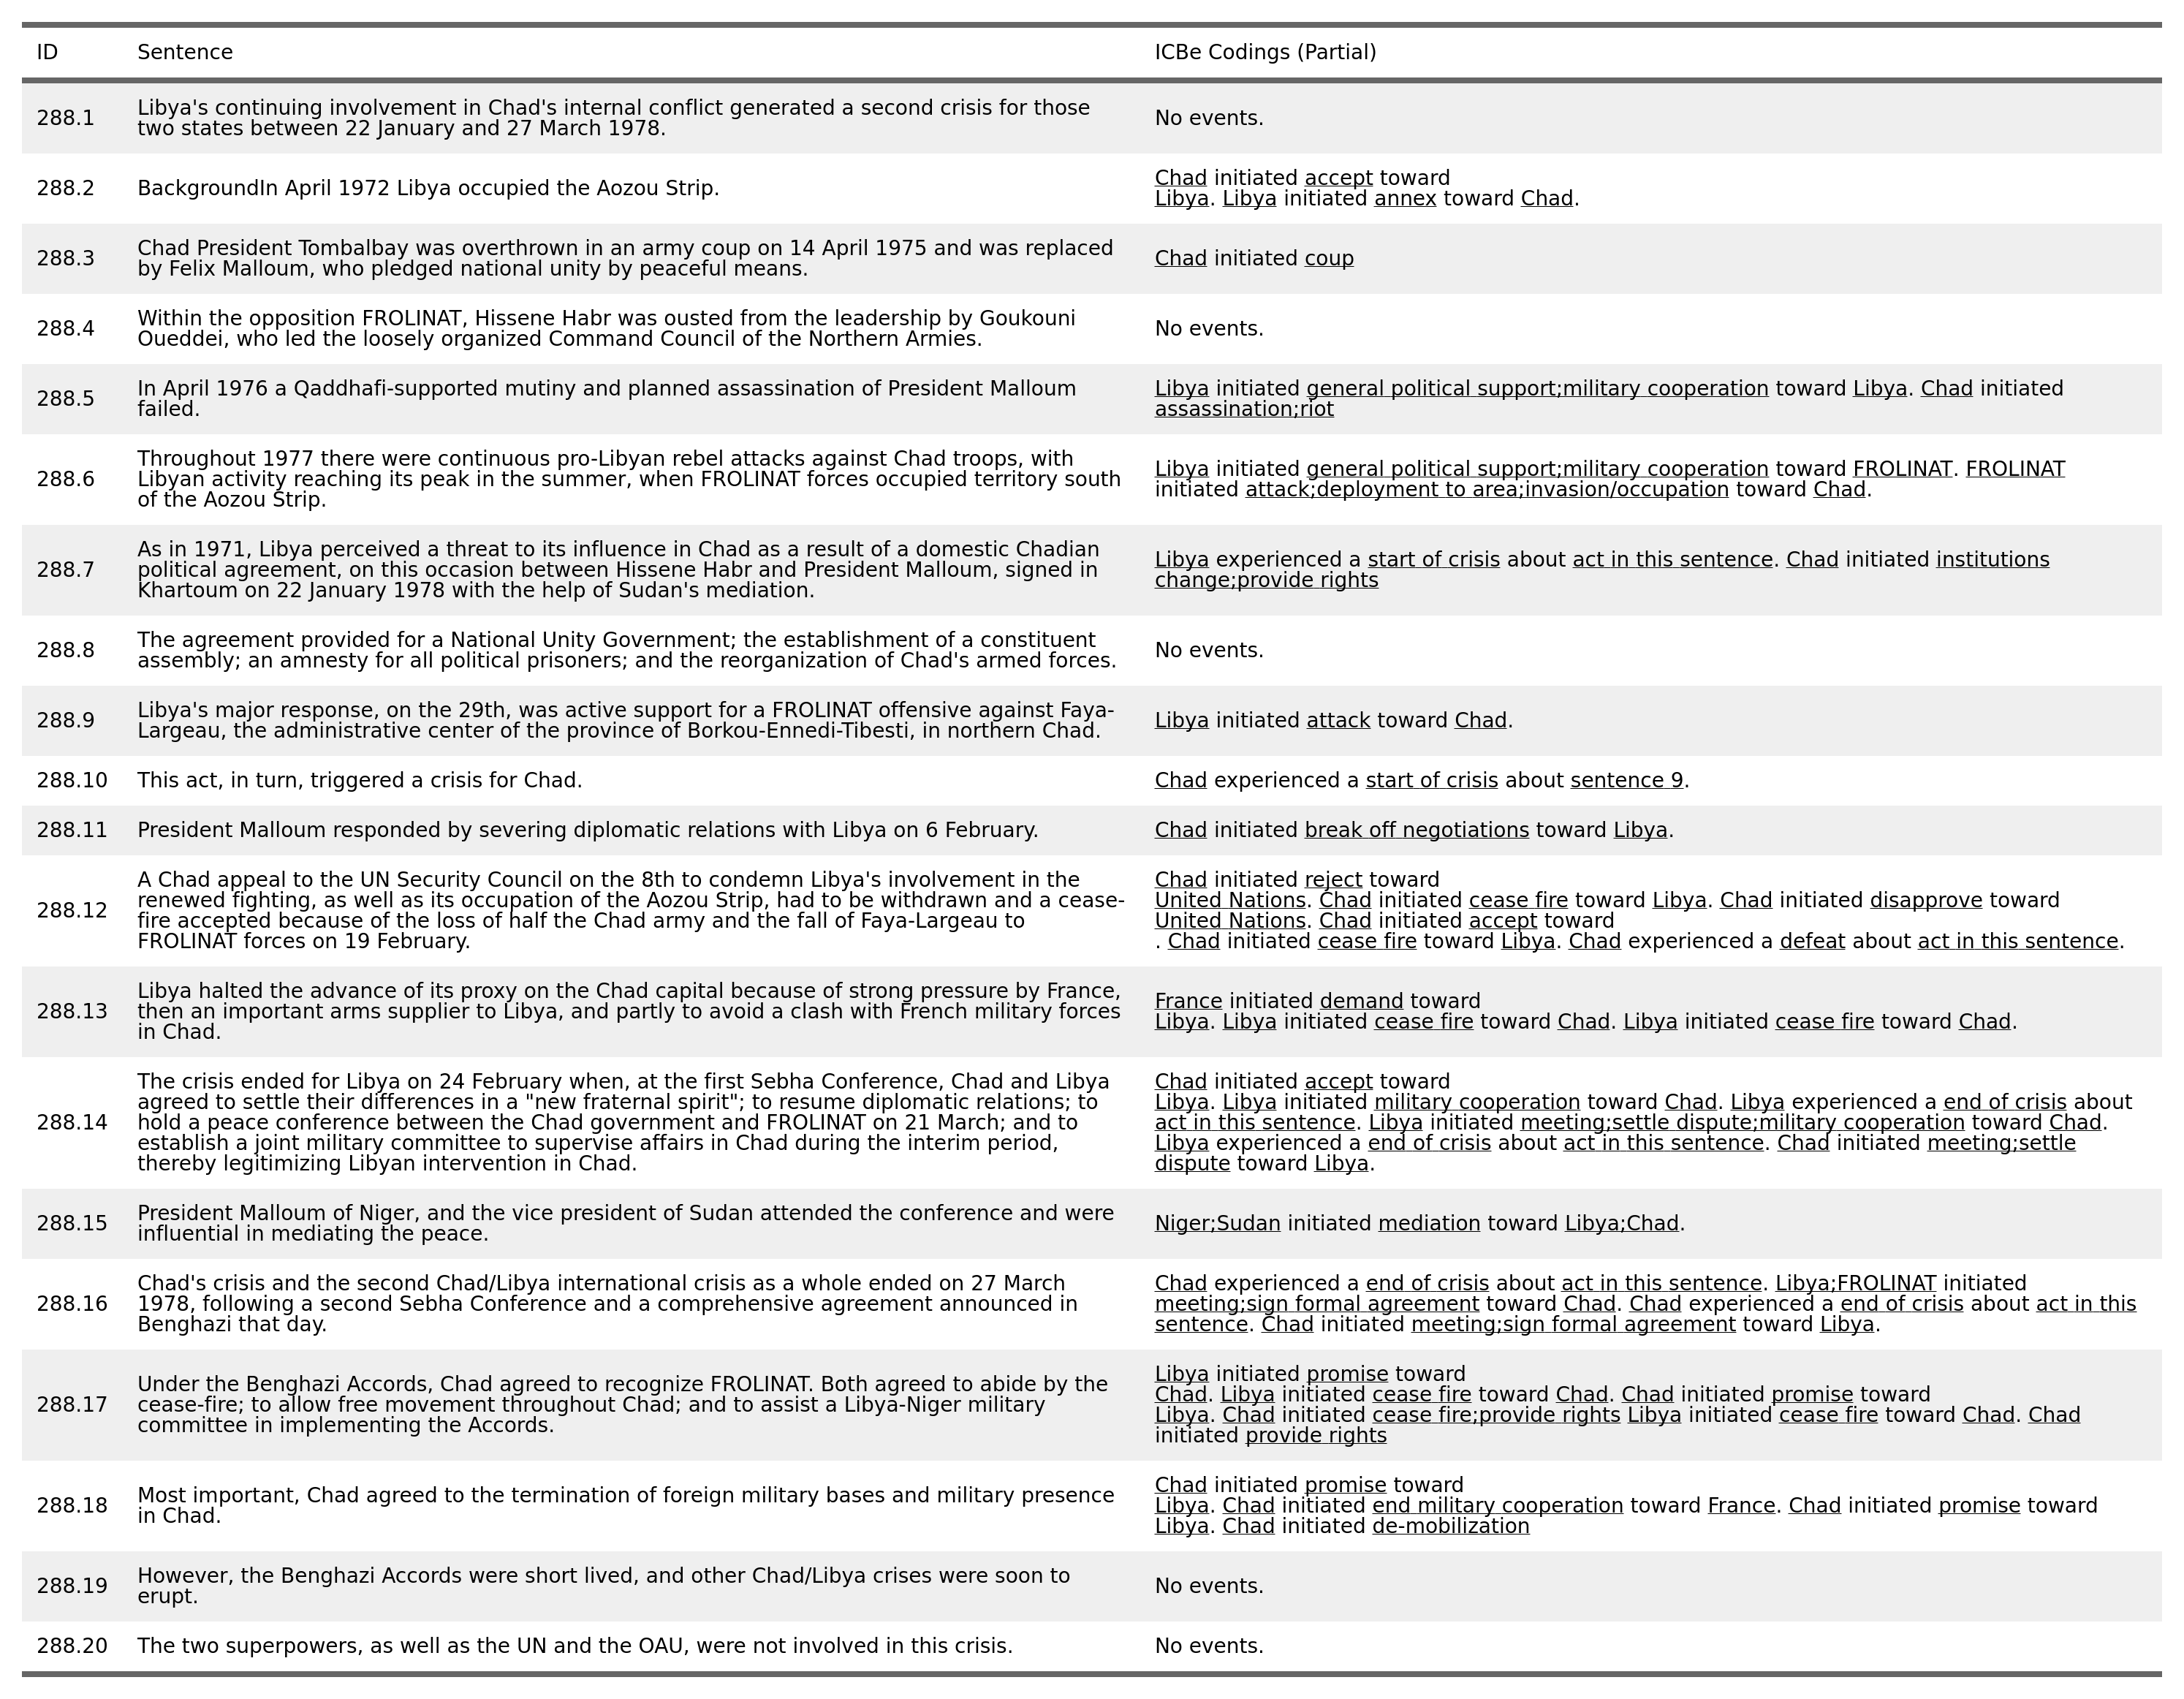 ID Sentence ICBe Codings (Partial)
288.1 Libya's continuing involvement in Chad's internal conflict generated a second crisis for those
two states between 22 January and 27 March 1978.
No events.
288.2 BackgroundIn April 1972 Libya occupied the Aozou Strip.
Chad initiated accept toward
Libya. Libya initiated annex toward Chad.
288.3 Chad President Tombalbay was overthrown in an army coup on 14 April 1975 and was replaced
by Felix Malloum, who pledged national unity by peaceful means.
Chad initiated coup
288.4 Within the opposition FROLINAT, Hissene Habr was ousted from the leadership by Goukouni
Oueddei, who led the loosely organized Command Council of the Northern Armies.
No events.
288.5 In April 1976 a Qaddhafi-supported mutiny and planned assassination of President Malloum
failed.
Libya initiated general political support;military cooperation toward Libya. Chad initiated
assassination;riot
288.6 Throughout 1977 there were continuous pro-Libyan rebel attacks against Chad troops, with
Libyan activity reaching its peak in the summer, when FROLINAT forces occupied territory south
of the Aozou Strip.
Libya initiated general political support;military cooperation toward FROLINAT. FROLINAT
initiated attack;deployment to area;invasion/occupation toward Chad.
288.7 As in 1971, Libya perceived a threat to its influence in Chad as a result of a domestic Chadian
political agreement, on this occasion between Hissene Habr and President Malloum, signed in
Khartoum on 22 January 1978 with the help of Sudan's mediation.
Libya experienced a start of crisis about act in this sentence. Chad initiated institutions
change;provide rights
288.8 The agreement provided for a National Unity Government; the establishment of a constituent
assembly; an amnesty for all political prisoners; and the reorganization of Chad's armed forces.
No events.
288.9 Libya's major response, on the 29th, was active support for a FROLINAT offensive against Faya-
Largeau, the administrative center of the province of Borkou-Ennedi-Tibesti, in northern Chad.
Libya initiated attack toward Chad.
288.10 This act, in turn, triggered a crisis for Chad.
Chad experienced a start of crisis about sentence 9.
288.11 President Malloum responded by severing diplomatic relations with Libya on 6 February.
Chad initiated break off negotiations toward Libya.
288.12 A Chad appeal to the UN Security Council on the 8th to condemn Libya's involvement in the
renewed fighting, as well as its occupation of the Aozou Strip, had to be withdrawn and a cease-
fire accepted because of the loss of half the Chad army and the fall of Faya-Largeau to
FROLINAT forces on 19 February.
Chad initiated reject toward
United Nations. Chad initiated cease fire toward Libya. Chad initiated disapprove toward
United Nations. Chad initiated accept toward
. Chad initiated cease fire toward Libya. Chad experienced a defeat about act in this sentence.
288.13 Libya halted the advance of its proxy on the Chad capital because of strong pressure by France,
then an important arms supplier to Libya, and partly to avoid a clash with French military forces
in Chad.
France initiated demand toward
Libya. Libya initiated cease fire toward Chad. Libya initiated cease fire toward Chad.
288.14 The crisis ended for Libya on 24 February when, at the first Sebha Conference, Chad and Libya
agreed to settle their differences in a "new fraternal spirit"; to resume diplomatic relations; to
hold a peace conference between the Chad government and FROLINAT on 21 March; and to
establish a joint military committee to supervise affairs in Chad during the interim period,
thereby legitimizing Libyan intervention in Chad.
Chad initiated accept toward
Libya. Libya initiated military cooperation toward Chad. Libya experienced a end of crisis about
act in this sentence. Libya initiated meeting;settle dispute;military cooperation toward Chad.
Libya experienced a end of crisis about act in this sentence. Chad initiated meeting;settle
dispute toward Libya.
288.15 President Malloum of Niger, and the vice president of Sudan attended the conference and were
influential in mediating the peace.
Niger;Sudan initiated mediation toward Libya;Chad.
288.16 Chad's crisis and the second Chad/Libya international crisis as a whole ended on 27 March
1978, following a second Sebha Conference and a comprehensive agreement announced in
Benghazi that day.
Chad experienced a end of crisis about act in this sentence. Libya;FROLINAT initiated
meeting;sign formal agreement toward Chad. Chad experienced a end of crisis about act in this
sentence. Chad initiated meeting;sign formal agreement toward Libya.
288.17 Under the Benghazi Accords, Chad agreed to recognize FROLINAT. Both agreed to abide by the
cease-fire; to allow free movement throughout Chad; and to assist a Libya-Niger military
committee in implementing the Accords.
Libya initiated promise toward
Chad. Libya initiated cease fire toward Chad. Chad initiated promise toward
Libya. Chad initiated cease fire;provide rights Libya initiated cease fire toward Chad. Chad
initiated provide rights
288.18 Most important, Chad agreed to the termination of foreign military bases and military presence
in Chad.
Chad initiated promise toward
Libya. Chad initiated end military cooperation toward France. Chad initiated promise toward
Libya. Chad initiated de-mobilization
288.19 However, the Benghazi Accords were short lived, and other Chad/Libya crises were soon to
erupt.
No events.
288.20 The two superpowers, as well as the UN and the OAU, were not involved in this crisis.
No events.